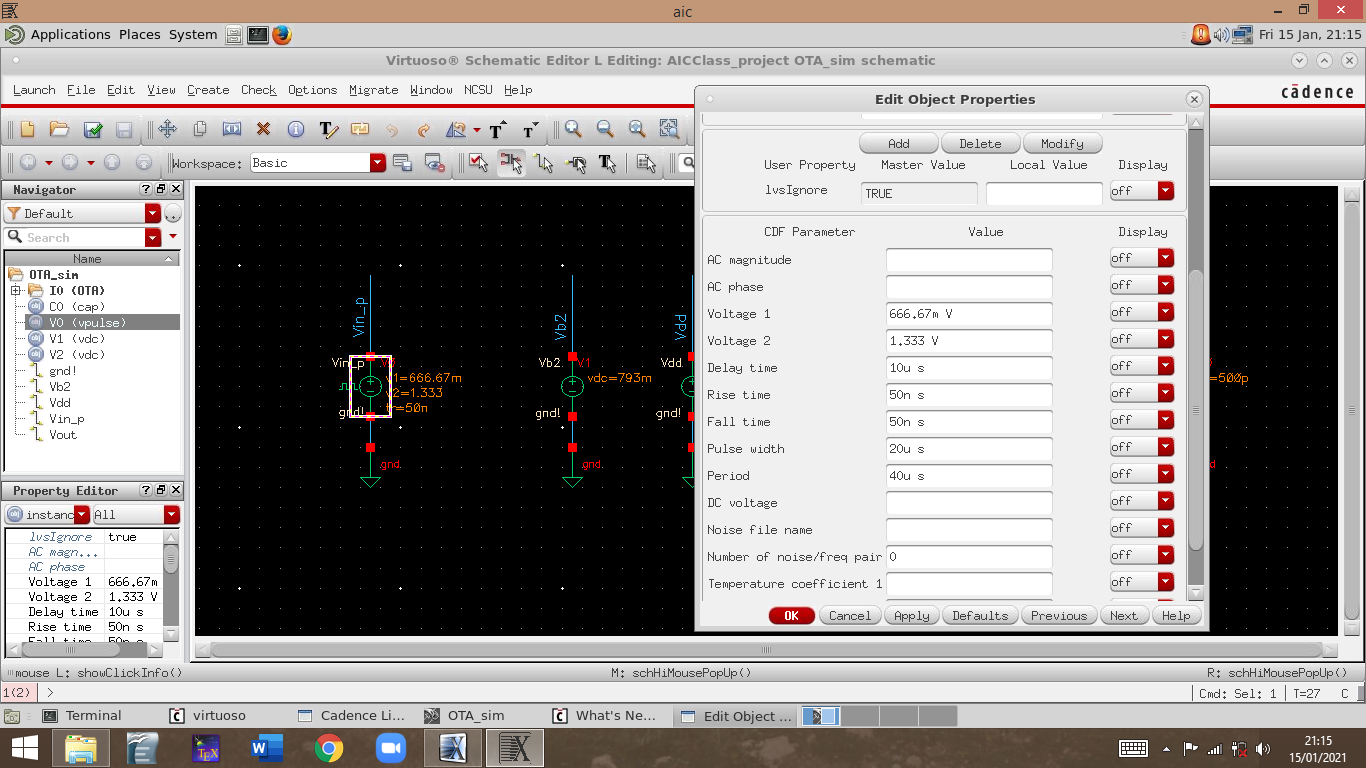 aic
Applications Places System Fri 15 Jan, 21:15
Virtuoso® Schematic Editor L Editing: AICClass_project OTA_sim schematic
Launch File Edit View Create Check Options Migrate Window NCSU Help
cādence
Workspace: Basic
Navigator
Default
Search
Name
OTA_sim
I0 (OTA)
C0 (cap)
V0 (vpulse)
V1 (vdc)
V2 (vdc)
gnd!
Vb2
Vdd
Vin_p
Vout
Property Editor
instanc All
lvsIgnore true
AC magn...
AC phase
Voltage 1 666.67m
Voltage 2 1.333 V
Delay time 10u s
Rise time 50n s
Fall time 50n s
Vin_p
Vin_p
v1=666.67m
v2=1.333
gnd! r=50n
gnd.
Vb2
Vb2 V1
vdc=793m
gnd!
gnd.
Vdd
Vdd
gnd!
=500p
Edit Object Properties
Add Delete Modify
User Property Master Value Local Value Display
lvsIgnore TRUE off
CDF Parameter Value Display
AC magnitude off
AC phase off
Voltage 1 666.67m V off
Voltage 2 1.333 V off
Delay time 10u s off
Rise time 50n s off
Fall time 50n s off
Pulse width 20u s off
Period 40u s off
DC voltage off
Noise file name off
Number of noise/freq pair 0 off
Temperature coefficient 1 off
OK Cancel Apply Defaults Previous Next Help
mouse L: showClickInfo() M: schHiMousePopUp() R: schHiMousePopUp()
1(2) > Cmd: Sel: 1 T=27 C
Terminal virtuoso Cadence Li... OTA_sim What's Ne... Edit Object ...
TEX W
21:15
15/01/2021